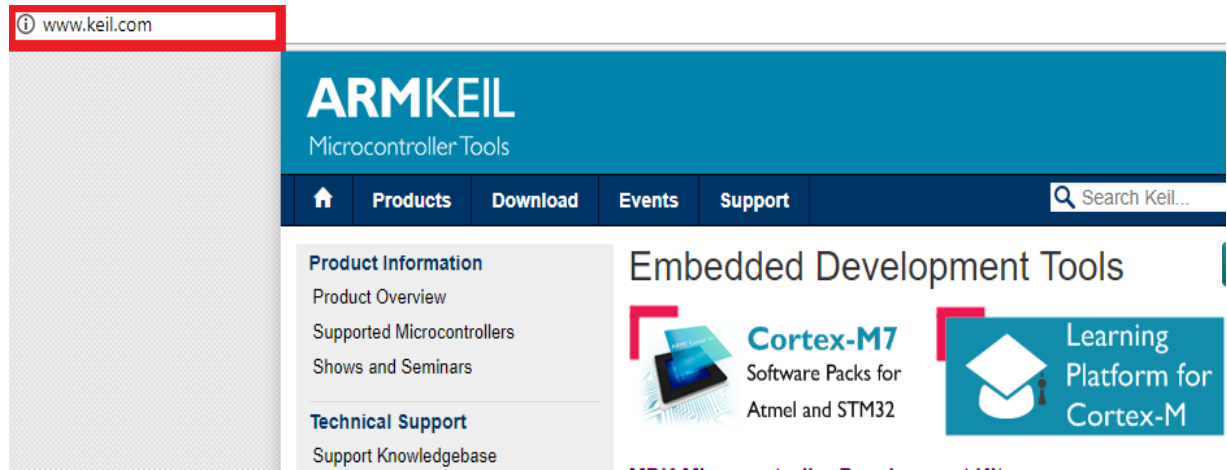 www.keil.com
ARMKEIL
Microcontroller Tools
Products Download Events Support Search Keil...
Product Information
Product Overview
Supported Microcontrollers
Shows and Seminars
Technical Support
Support Knowledgebase
Embedded Development Tools
Cortex-M7
Software Packs for
Atmel and STM32
Learning
Platform for
Cortex-M